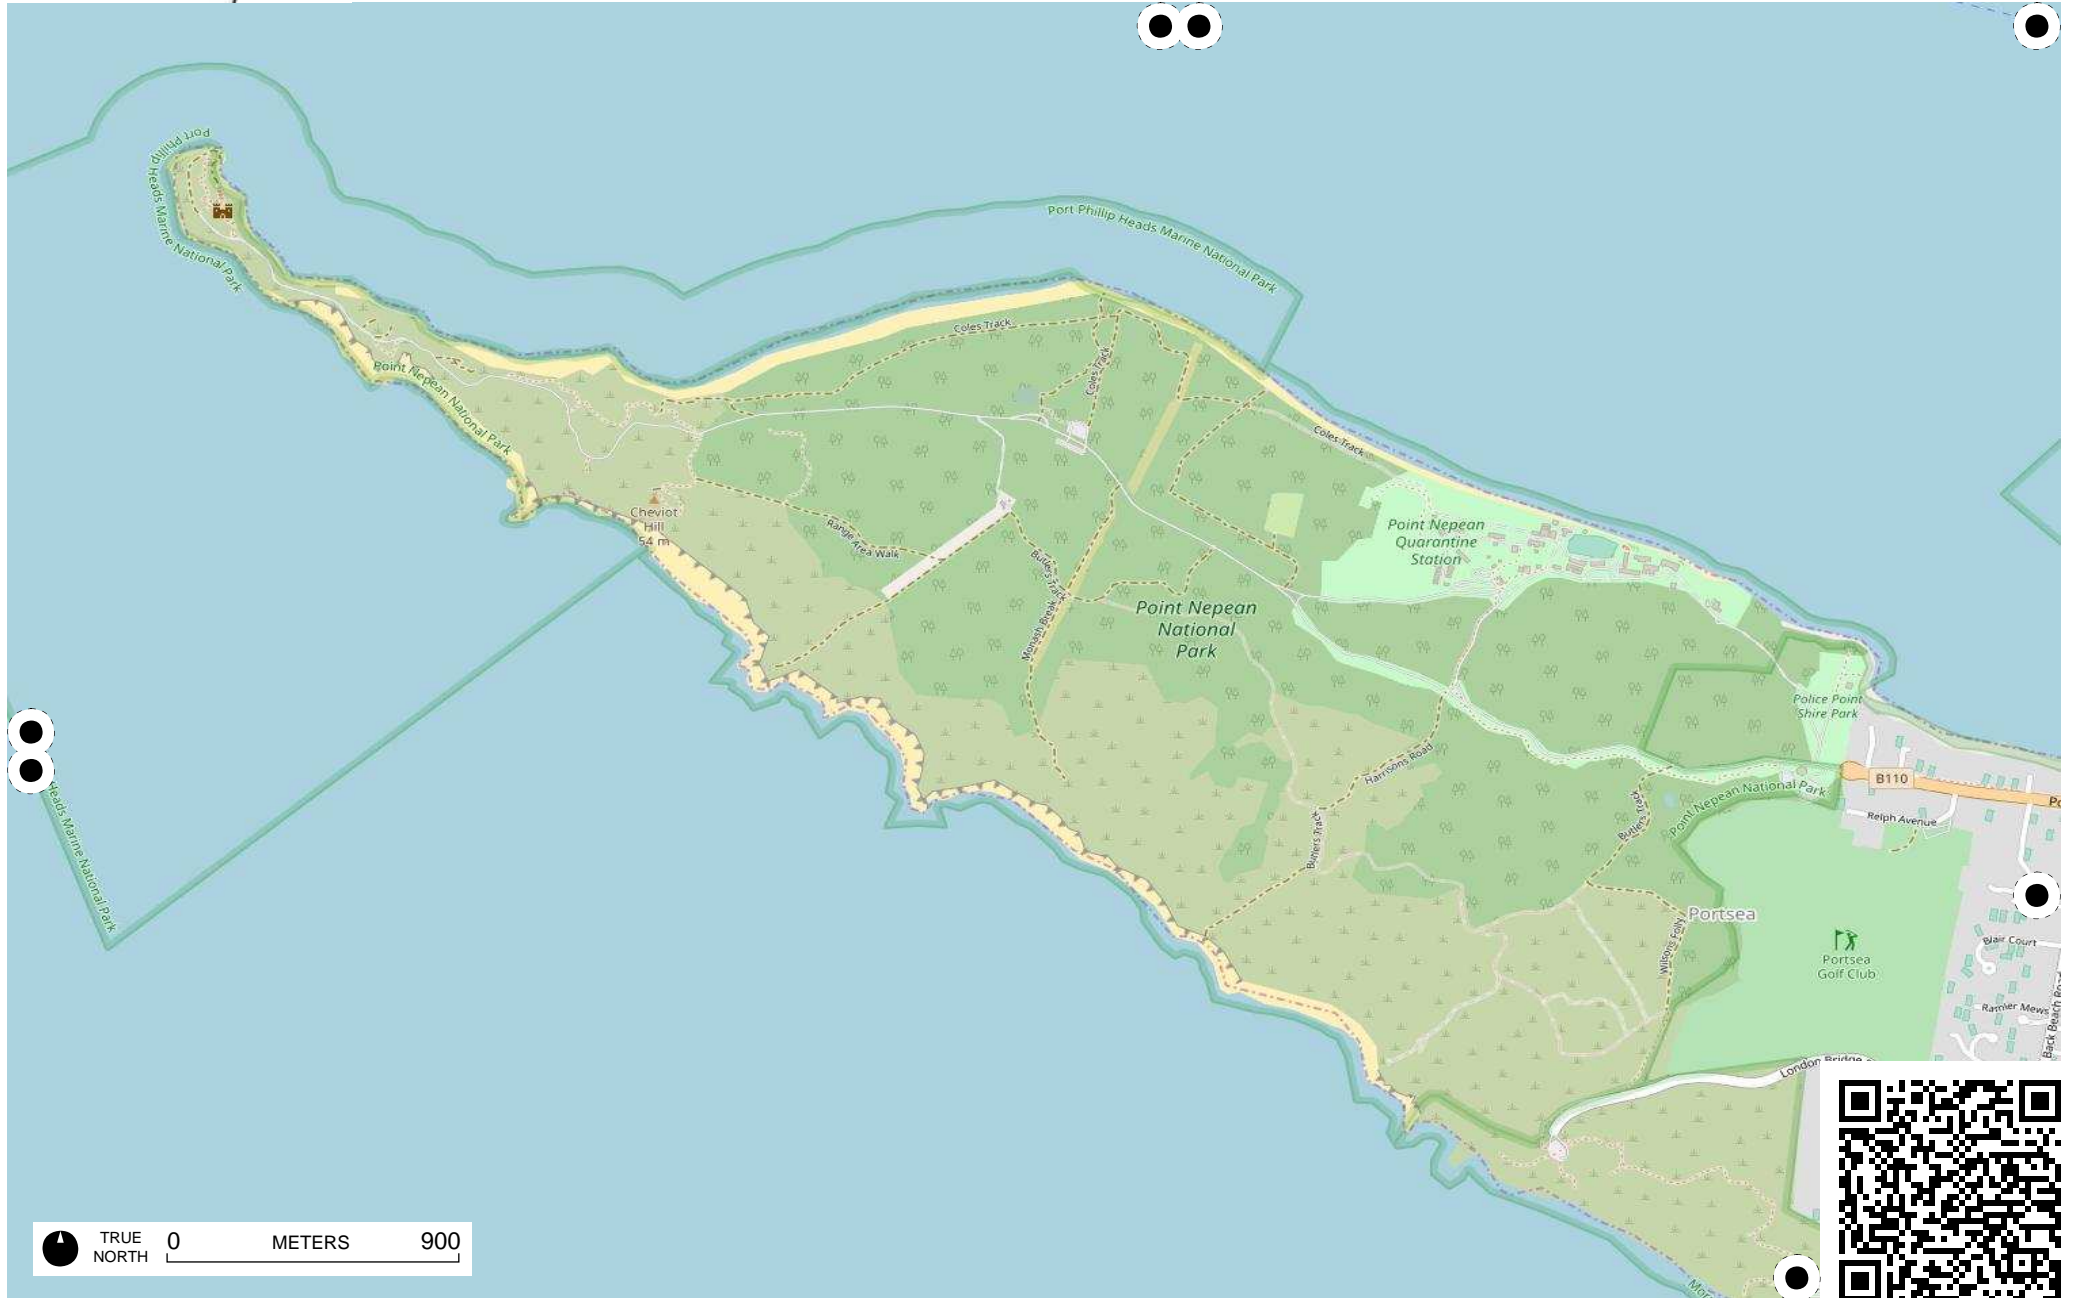 Port Phillip
Heads Marine National Park
Port Phillip Heads Marine National Park
Coles Track
Coles Track
Point Nepean National Park
Coles Track
Cheviot
Hill
54 m
Range Area Walk
Point Nepean
Quarantine
Station
Butlers Track
Monash Break
Point Nepean
National
Park
Police Point
Shire Park
Harrisons Road
B110
Point Nepean National Park
Po
Relph Avenue
Butlers Track
Butlers Track
Heads Marine National Park
Portsea
Wilsons Folly
Blair Court
Portsea
Golf Club
Ramier Mews
Back Beach Roa
London Bridge
TRUE
NORTH
0 METERS 900
Mor